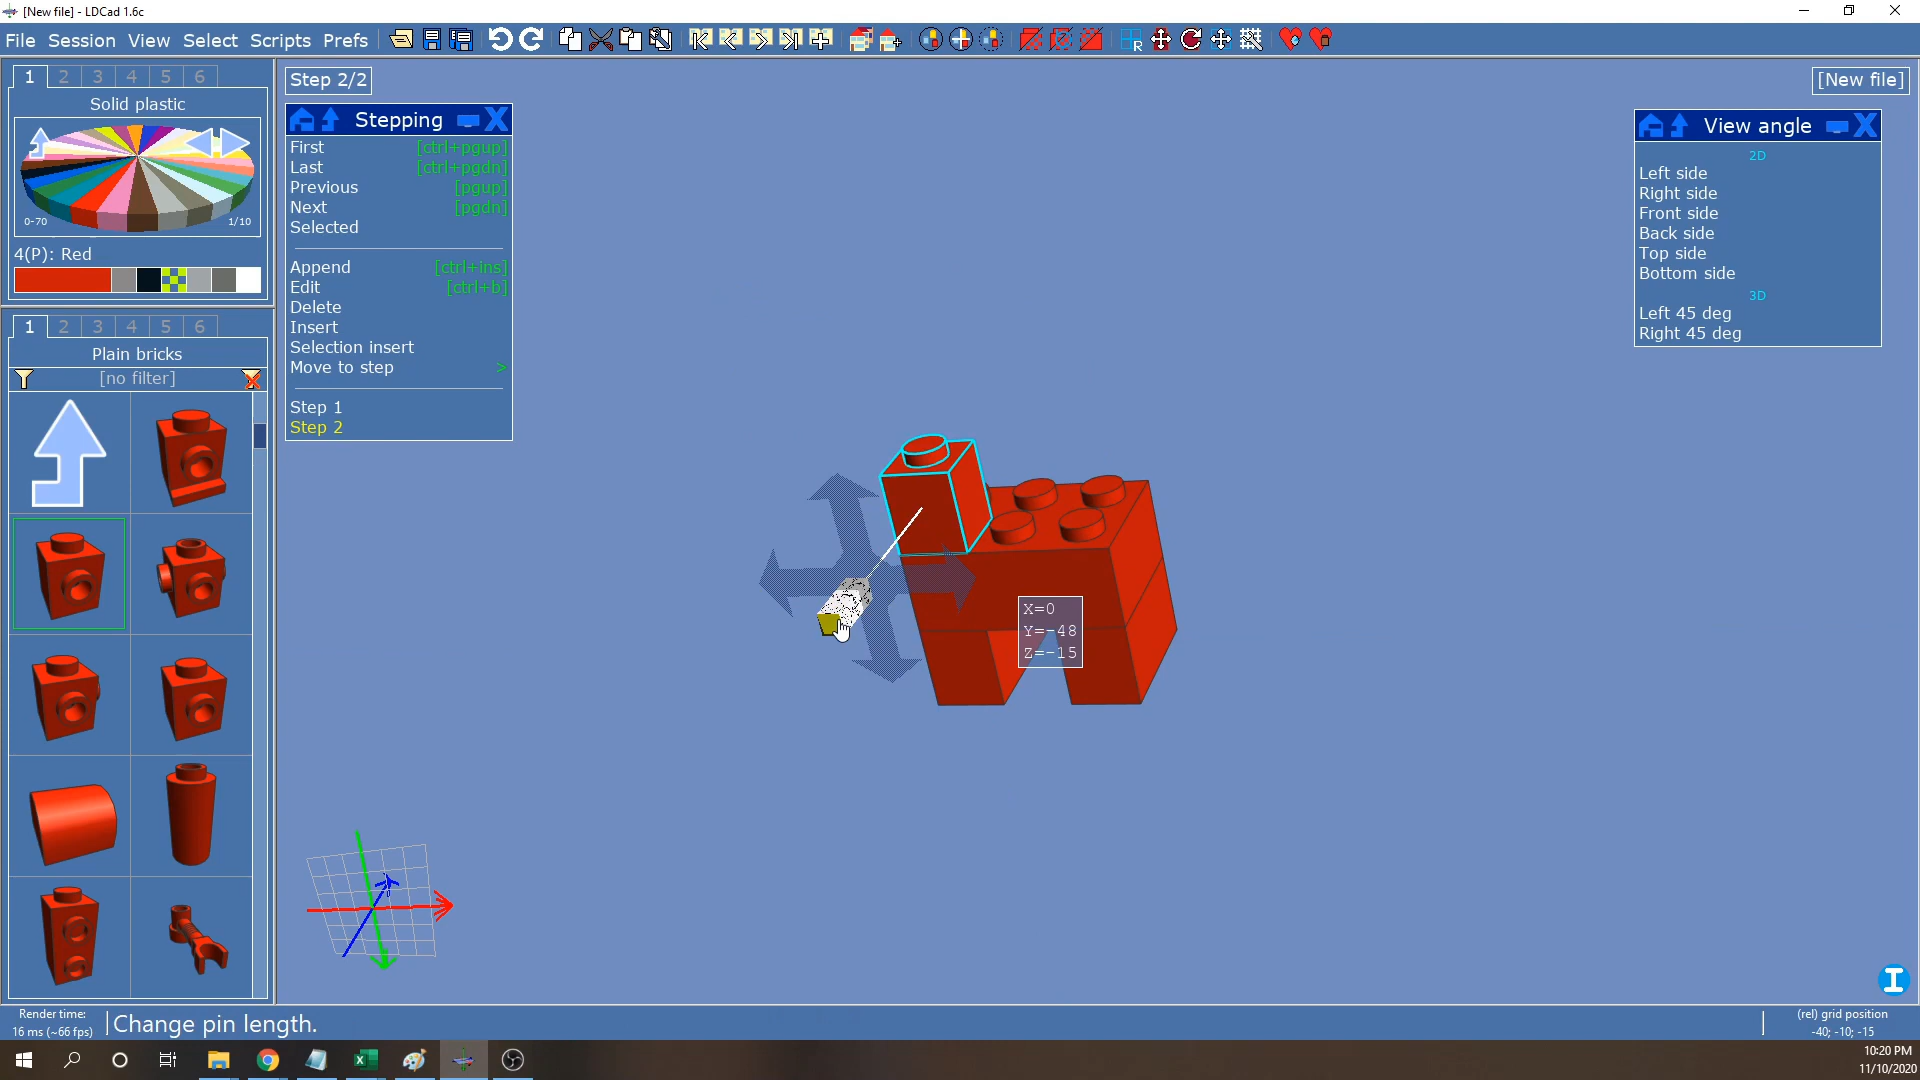 [New file] - LDCad 1.6c
File Session View Select Scripts Prefs
1 2 3 4 5 6
Solid plastic
0-70 1/10
4(P): Red
1 2 3 4 5 6
Plain bricks
[no filter]
Step 2/2
Stepping
First [ctrl+pgup]
Last [ctrl+pgdn]
Previous [pgup]
Next [pgdn]
Selected
Append [ctrl+ins]
Edit [ctrl+b]
Delete
Insert
Selection insert
Move to step >
Step 1
Step 2
X=0
Y=-48
Z=-15
[New file]
View angle
2D
Left side
Right side
Front side
Back side
Top side
Bottom side
3D
Left 45 deg
Right 45 deg
Render time:
16 ms (~66 fps)
Change pin length.
(rel) grid position
-40; -10; -15
10:20 PM
11/10/2020